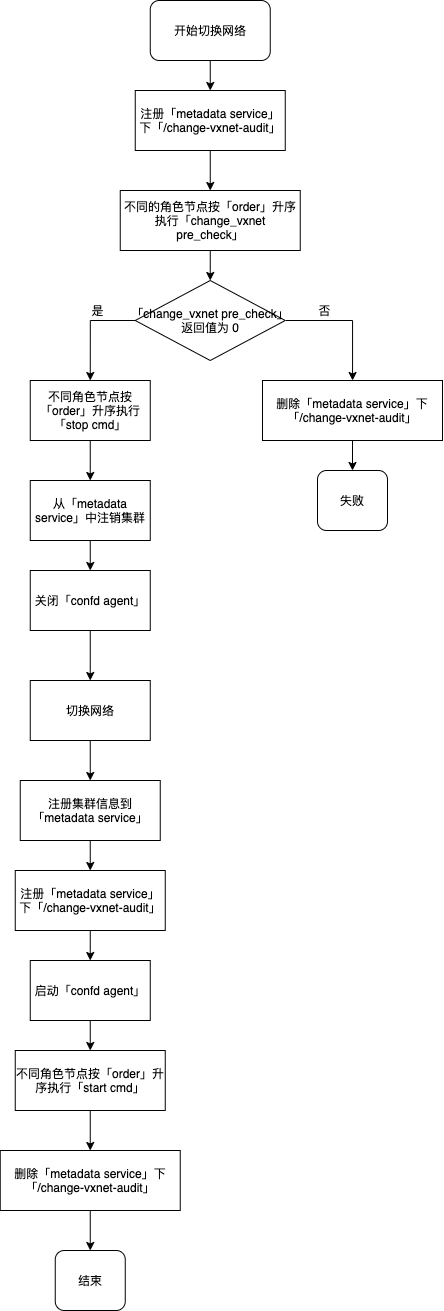 开始切换网络
注册「metadata service」
下「/change-vxnet-audit」
不同的角色节点按「order」升序
执行「change_vxnet
pre_check」
「change_vxnet pre_check」
返回值为 0
是
否
不同角色节点按
「order」升序执行
「stop cmd」
删除「metadata service」下
「/change-vxnet-audit」
从「metadata
service」中注销集群
失败
关闭「confd agent」
切换网络
注册集群信息到
「metadata service」
注册「metadata service」
下「/change-vxnet-audit」
启动「confd agent」
不同角色节点按「order」升
序执行「start cmd」
删除「metadata service」下
「/change-vxnet-audit」
结束